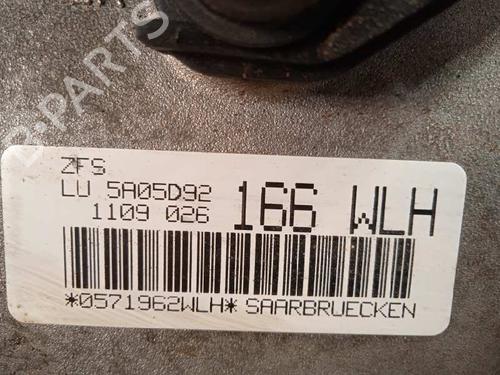 B-PARTS
ZFS
LU 5A05D92 166 WLH
1109 026
*0571962WLH* SAARBRUECKEN